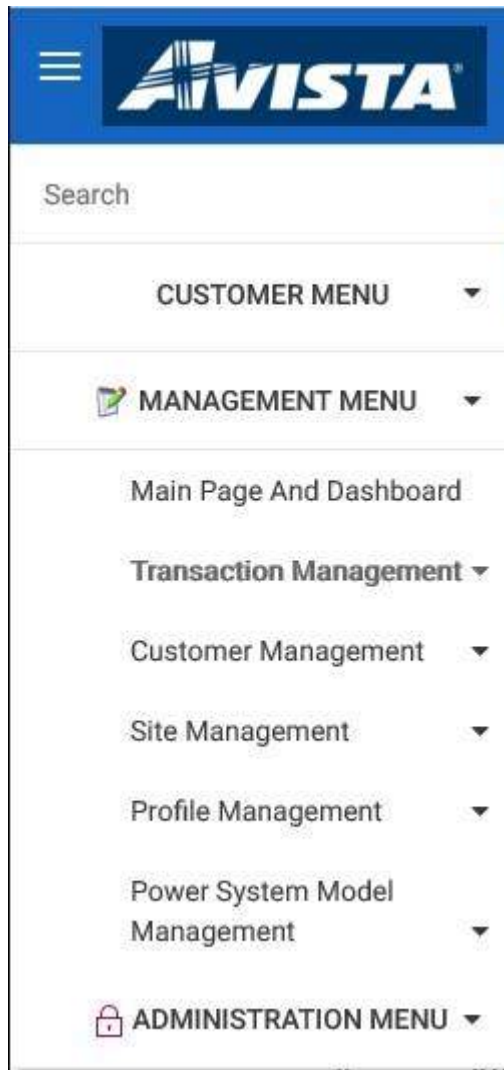 AVISTA
Search
CUSTOMER MENU
MANAGEMENT MENU
Main Page And Dashboard
Transaction Management
Customer Management
Site Management
Profile Management
Power System Model
Management
ADMINISTRATION MENU